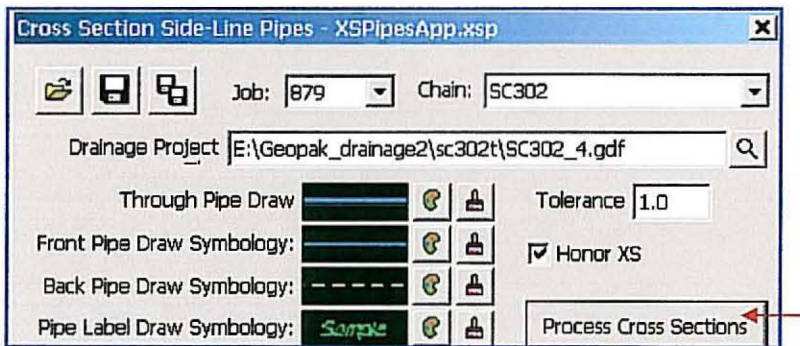 Cross Section Side-Line Pipes - XSPipesApp.xsp
Job: 879 Chain: SC302
Drainage Project E:\Geopak_drainage2\sc302t\SC302_4.gdf
Through Pipe Draw Tolerance 1.0
Front Pipe Draw Symbology: Honor XS
Back Pipe Draw Symbology:
Pipe Label Draw Symbology: Sample Process Cross Sections